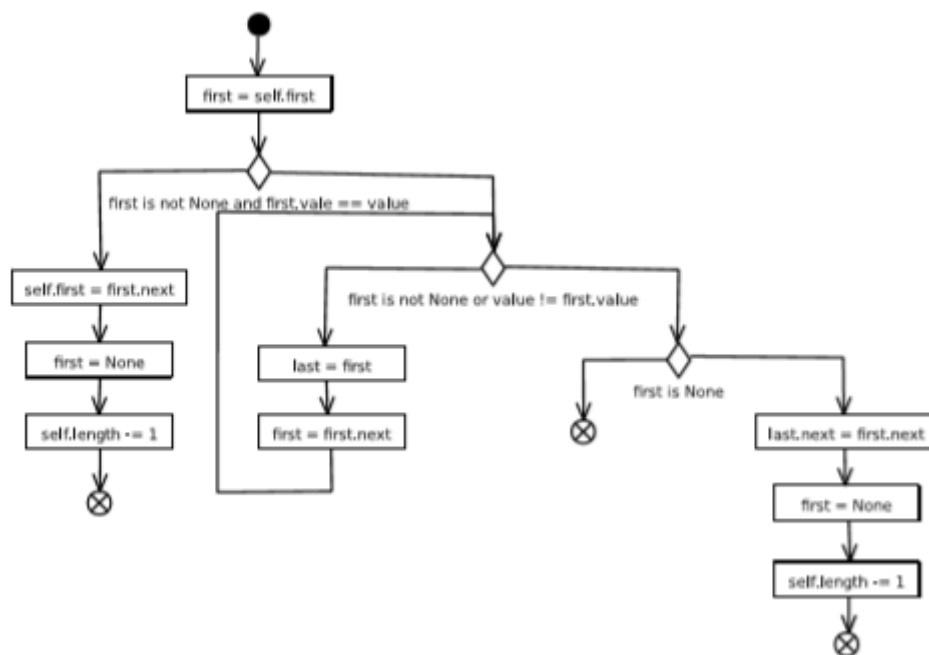 first = self.first
first is not None and first.vale == value
self.first = first.next
first is not None or value != first.value
first = None
last = first
first is None
self.length -= 1
first = first.next
last.next = first.next
first = None
self.length -= 1